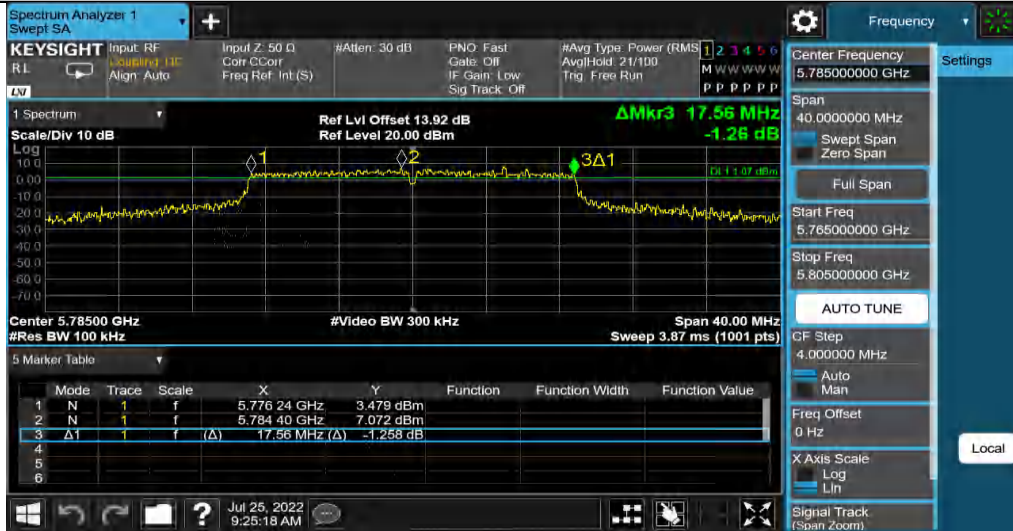 Spectrum Analyzer 1
Swept SA
+
Frequency
KEYSIGHT
RL
LXI
Input: RF
Coupling: DC
Align: Auto
Input Z: 50 Ω
Corr CCorr
Freq Ref: Int (S)
#Atten: 30 dB
PNO: Fast
Gate: Off
IF Gain: Low
Sig Track: Off
#Avg Type: Power (RMS
Avg|Hold: 21/100
Trig: Free Run
1 2 3 4 5 6
M W W W W W
P P P P P P
1 Spectrum
Scale/Div 10 dB
Ref Lvl Offset 13.92 dB
Ref Level 20.00 dBm
ΔMkr3 17.56 MHz
-1.26 dB
Log
10.0
0.00
-10.0
-20.0
-30.0
-40.0
-50.0
-60.0
-70.0
1
2
3Δ1
DL1 1.07 dBm
Center 5.78500 GHz
#Video BW 300 kHz
Span 40.00 MHz
#Res BW 100 kHz
Sweep 3.87 ms (1001 pts)
5 Marker Table
Mode Trace Scale X Y Function Function Width Function Value
1 N 1 f 5.776 24 GHz 3.479 dBm
2 N 1 f 5.784 40 GHz 7.072 dBm
3 Δ1 1 f (Δ) 17.56 MHz (Δ) -1.258 dB
4
5
6
?
Jul 25, 2022
9:25:18 AM
Center Frequency
5.785000000 GHz
Settings
Span
40.0000000 MHz
Swept Span
Zero Span
Full Span
Start Freq
5.765000000 GHz
Stop Freq
5.805000000 GHz
AUTO TUNE
CF Step
4.000000 MHz
Auto
Man
Freq Offset
0 Hz
X Axis Scale
Log
Lin
Local
Signal Track
(Span Zoom)